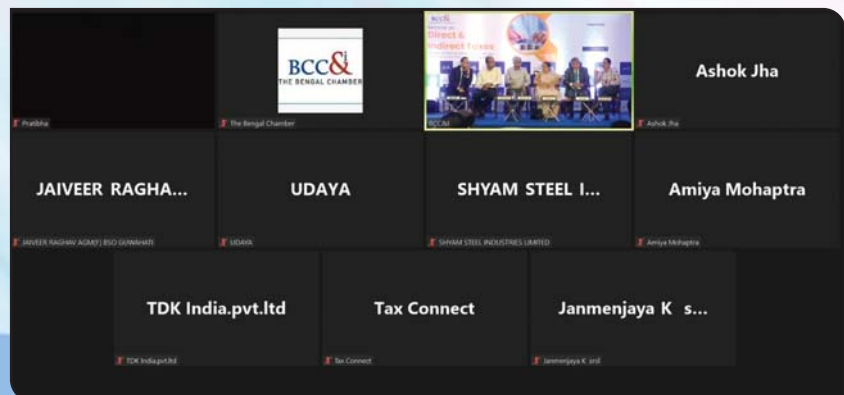 Pratibha
BCC&i
THE BENGAL CHAMBER
The Bengal Chamber
BCC&I
Direct &
Indirect Taxes
BCC&I
Ashok Jha
Ashok Jha
JAIVEER RAGHA...
JAIVEER RAGHAV AGM(F) BSO GUWAHATI
UDAYA
UDAYA
SHYAM STEEL I...
SHYAM STEEL INDUSTRIES LIMITED
Amiya Mohaptra
Amiya Mohaptra
TDK India.pvt.ltd
TDK India.pvt.ltd
Tax Connect
Tax Connect
Janmenjaya K s...